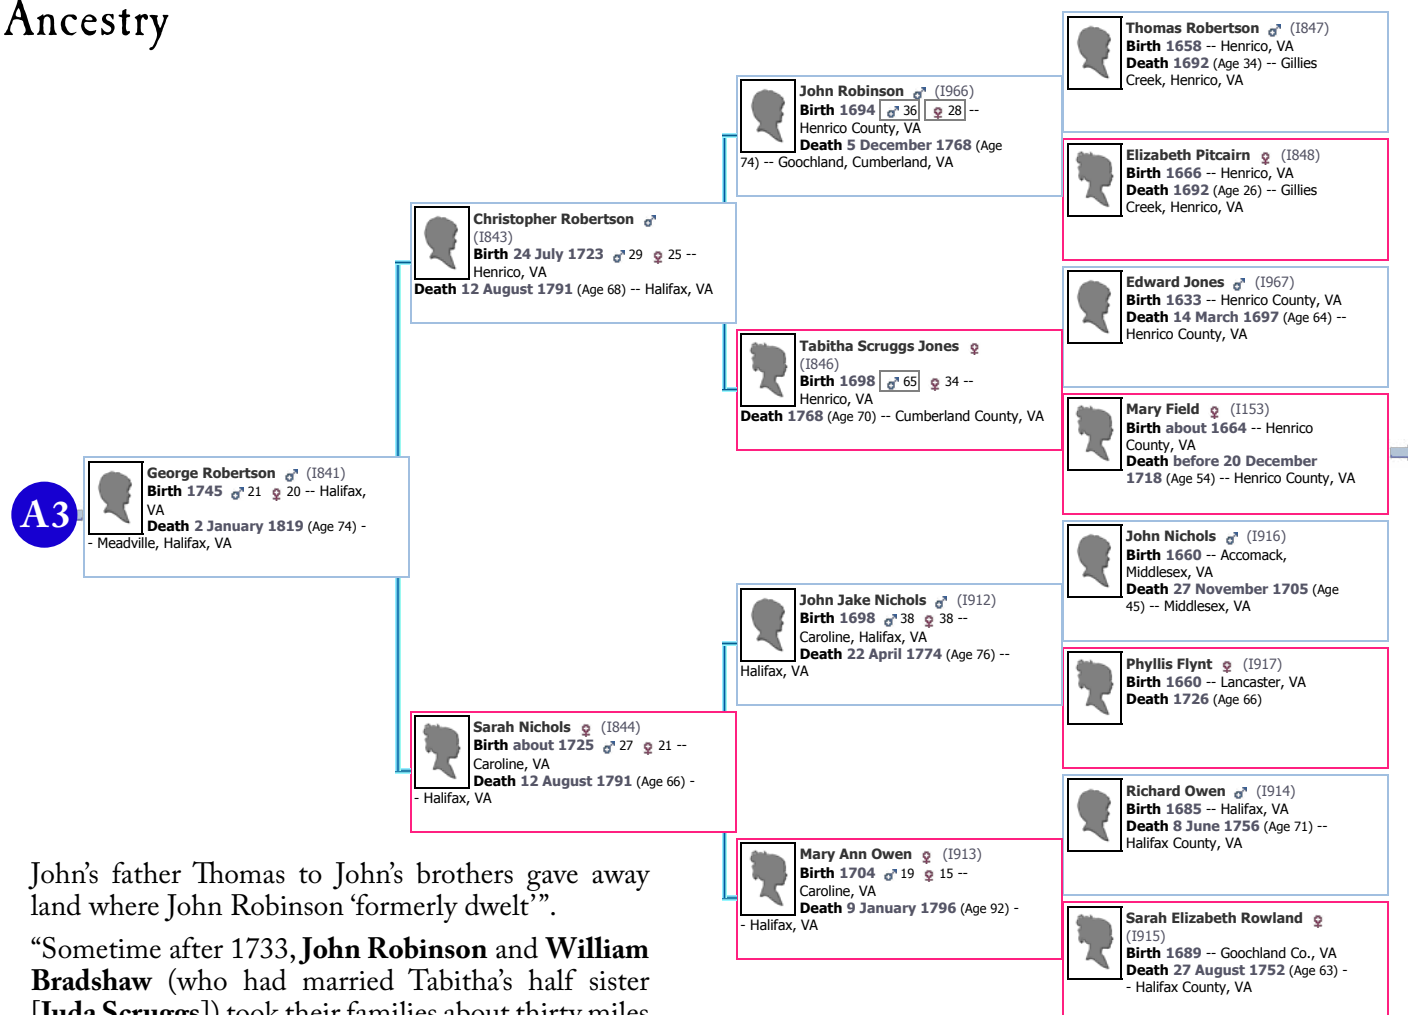 Ancestry
A3
George Robertson ♂ (I841)
Birth 1745 ♂ 21 ♀ 20 -- Halifax,
VA
Death 2 January 1819 (Age 74) -
- Meadville, Halifax, VA
Christopher Robertson ♂
(I843)
Birth 24 July 1723 ♂ 29 ♀ 25 --
Henrico, VA
Death 12 August 1791 (Age 68) -- Halifax, VA
Sarah Nichols ♀ (I844)
Birth about 1725 ♂ 27 ♀ 21 --
Caroline, VA
Death 12 August 1791 (Age 66) -
- Halifax, VA
John Robinson ♂ (I966)
Birth 1694 ♂ 36 ♀ 28 --
Henrico County, VA
Death 5 December 1768 (Age
74) -- Goochland, Cumberland, VA
Tabitha Scruggs Jones ♀
(I846)
Birth 1698 ♂ 65 ♀ 34 --
Henrico, VA
Death 1768 (Age 70) -- Cumberland County, VA
John Jake Nichols ♂ (I912)
Birth 1698 ♂ 38 ♀ 38 --
Caroline, Halifax, VA
Death 22 April 1774 (Age 76) --
Halifax, VA
Mary Ann Owen ♀ (I913)
Birth 1704 ♂ 19 ♀ 15 --
Caroline, VA
Death 9 January 1796 (Age 92) -
- Halifax, VA
Thomas Robertson ♂ (I847)
Birth 1658 -- Henrico, VA
Death 1692 (Age 34) -- Gillies
Creek, Henrico, VA
Elizabeth Pitcairn ♀ (I848)
Birth 1666 -- Henrico, VA
Death 1692 (Age 26) -- Gillies
Creek, Henrico, VA
Edward Jones ♂ (I967)
Birth 1633 -- Henrico County, VA
Death 14 March 1697 (Age 64) --
Henrico County, VA
Mary Field ♀ (I153)
Birth about 1664 -- Henrico
County, VA
Death before 20 December
1718 (Age 54) -- Henrico County, VA
John Nichols ♂ (I916)
Birth 1660 -- Accomack,
Middlesex, VA
Death 27 November 1705 (Age
45) -- Middlesex, VA
Phyllis Flynt ♀ (I917)
Birth 1660 -- Lancaster, VA
Death 1726 (Age 66)
Richard Owen ♂ (I914)
Birth 1685 -- Halifax, VA
Death 8 June 1756 (Age 71) --
Halifax County, VA
Sarah Elizabeth Rowland ♀
(I915)
Birth 1689 -- Goochland Co., VA
Death 27 August 1752 (Age 63) -
- Halifax County, VA
John’s father Thomas to John’s brothers gave away
land where John Robinson ‘formerly dwelt’”.
“Sometime after 1733, John Robinson and William
Bradshaw (who had married Tabitha’s half sister
[Juda Scruggs]) took their families about thirty miles